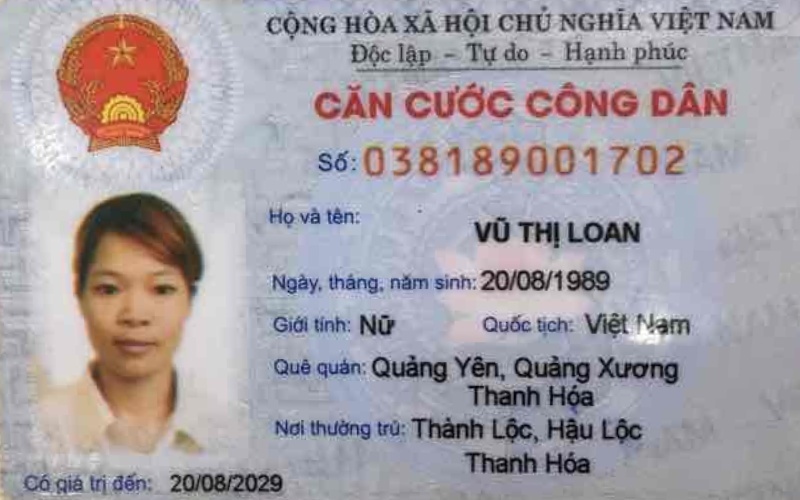 CỘNG HÒA XÃ HỘI CHỦ NGHĨA VIỆT NAM
Độc lập – Tự do – Hạnh phúc
CĂN CƯỚC CÔNG DÂN
Số: 038189001702
Họ và tên: VŨ THỊ LOAN
Ngày, tháng, năm sinh: 20/08/1989
Giới tính: Nữ Quốc tịch: Việt Nam
Quê quán: Quảng Yên, Quảng Xương
Thanh Hóa
Nơi thường trú: Thành Lộc, Hậu Lộc
Thanh Hóa
Có giá trị đến: 20/08/2029